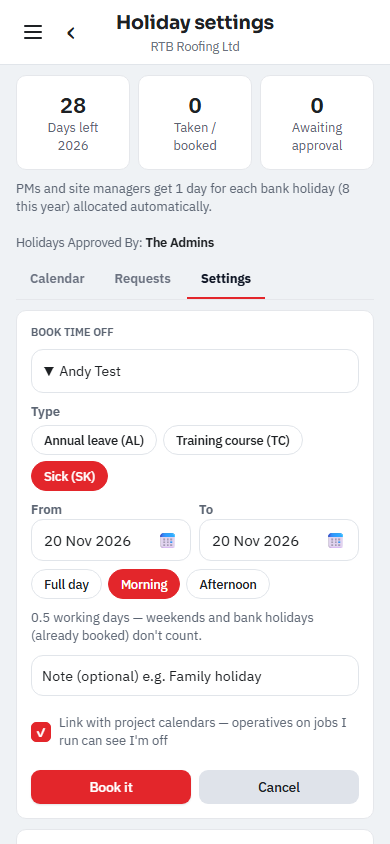 Holiday settings
RTB Roofing Ltd
28
Days left
2026
0
Taken /
booked
0
Awaiting
approval
PMs and site managers get 1 day for each bank holiday (8
this year) allocated automatically.
Holidays Approved By: The Admins
Calendar
Requests
Settings
BOOK TIME OFF
▼ Andy Test
Type
Annual leave (AL)
Training course (TC)
Sick (SK)
From
To
20 Nov 2026
20 Nov 2026
Full day
Morning
Afternoon
0.5 working days — weekends and bank holidays
(already booked) don't count.
Note (optional) e.g. Family holiday
Link with project calendars — operatives on jobs I
run can see I'm off
Book it
Cancel